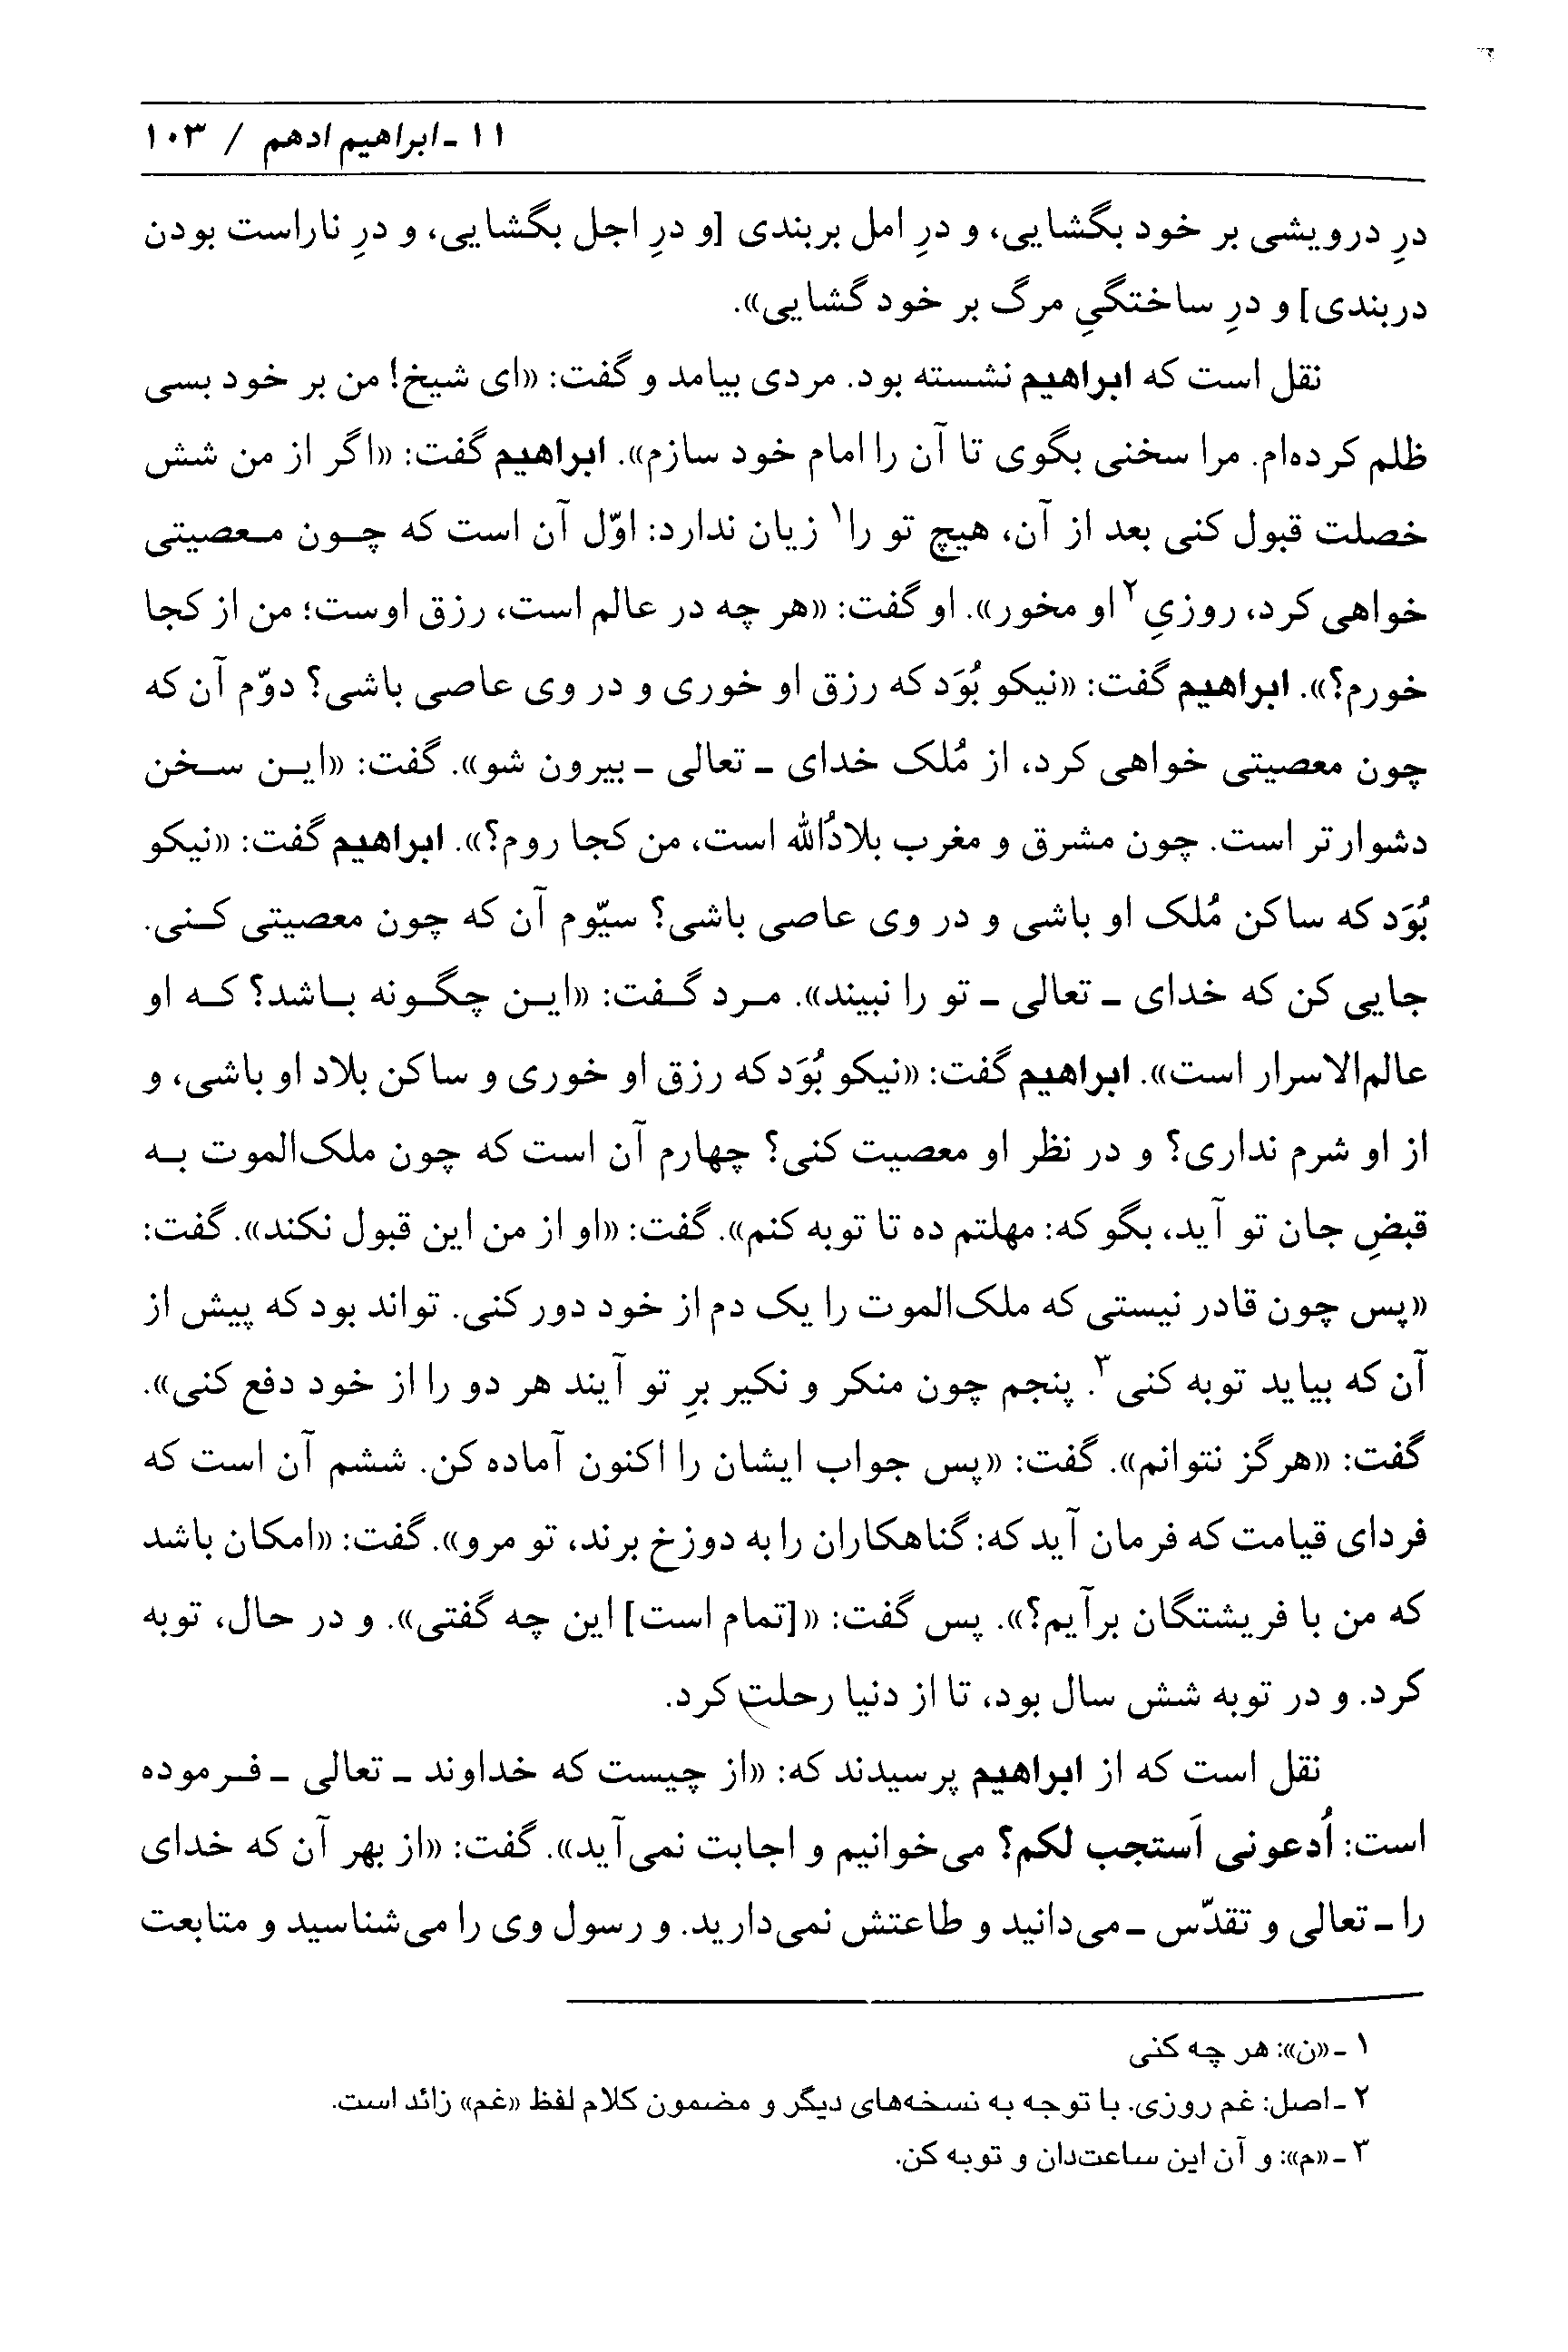 ۱۱ ـ ابراهیم ادهم / ۱۰۳
درِ درویشی بر خود بگشایی، و درِ امل بربندی [و درِ اجل بگشایی، و درِ ناراست بودن
دربندی] و درِ ساختگیِ مرگ بر خود گشایی».
نقل است که ابراهیم نشسته بود. مردی بیامد و گفت: «ای شیخ! من بر خود بسی
ظلم کرده‌ام. مرا سخنی بگوی تا آن را امام خود سازم». ابراهیم گفت: «اگر از من شش
خصلت قبول کنی بعد از آن، هیچ تو را۱ زیان ندارد: اوّل آن است که چون معصیتی
خواهی کرد، روزیِ۲ او مخور». او گفت: «هر چه در عالم است، رزق اوست؛ من از کجا
خورم؟». ابراهیم گفت: «نیکو بُوَد که رزق او خوری و در وی عاصی باشی؟ دوّم آن که
چون معصیتی خواهی کرد، از مُلک خدای ـ تعالی ـ بیرون شو». گفت: «این سخن
دشوارتر است. چون مشرق و مغرب بلادُالله است، من کجا روم؟». ابراهیم گفت: «نیکو
بُوَد که ساکن مُلک او باشی و در وی عاصی باشی؟ سیّوم آن که چون معصیتی کنی.
جایی کن که خدای ـ تعالی ـ تو را نبیند». مرد گفت: «این چگونه باشد؟ که او
عالم‌الاسرار است». ابراهیم گفت: «نیکو بُوَد که رزق او خوری و ساکن بلاد او باشی، و
از او شرم نداری؟ و در نظر او معصیت کنی؟ چهارم آن است که چون ملک‌الموت به
قبضِ جان تو آید، بگو که: مهلتم ده تا توبه کنم». گفت: «او از من این قبول نکند». گفت:
«پس چون قادر نیستی که ملک‌الموت را یک دم از خود دور کنی. تواند بود که پیش از
آن که بیاید توبه کنی۳. پنجم چون منکر و نکیر برِ تو آیند هر دو را از خود دفع کنی».
گفت: «هرگز نتوانم». گفت: «پس جواب ایشان را اکنون آماده کن. ششم آن است که
فردای قیامت که فرمان آید که: گناهکاران را به دوزخ برند، تو مرو». گفت: «امکان باشد
که من با فریشتگان برآیم؟». پس گفت: «[تمام است] این چه گفتی». و در حال، توبه
کرد. و در توبه شش سال بود، تا از دنیا رحلت کرد.
نقل است که از ابراهیم پرسیدند که: «از چیست که خداوند ـ تعالی ـ فرموده
است: اُدعونی اَستجب لکم؟ می‌خوانیم و اجابت نمی‌آید». گفت: «از بهر آن که خدای
را ـ تعالی و تقدّس ـ می‌دانید و طاعتش نمی‌دارید. و رسول وی را می‌شناسید و متابعت
۱ ـ «ن»: هر چه کنی
۲ ـ اصل: غم روزی. با توجه به نسخه‌های دیگر و مضمون کلام لفظ «غم» زائد است.
۳ ـ «م»: و آن این ساعت‌دان و توبه کن.